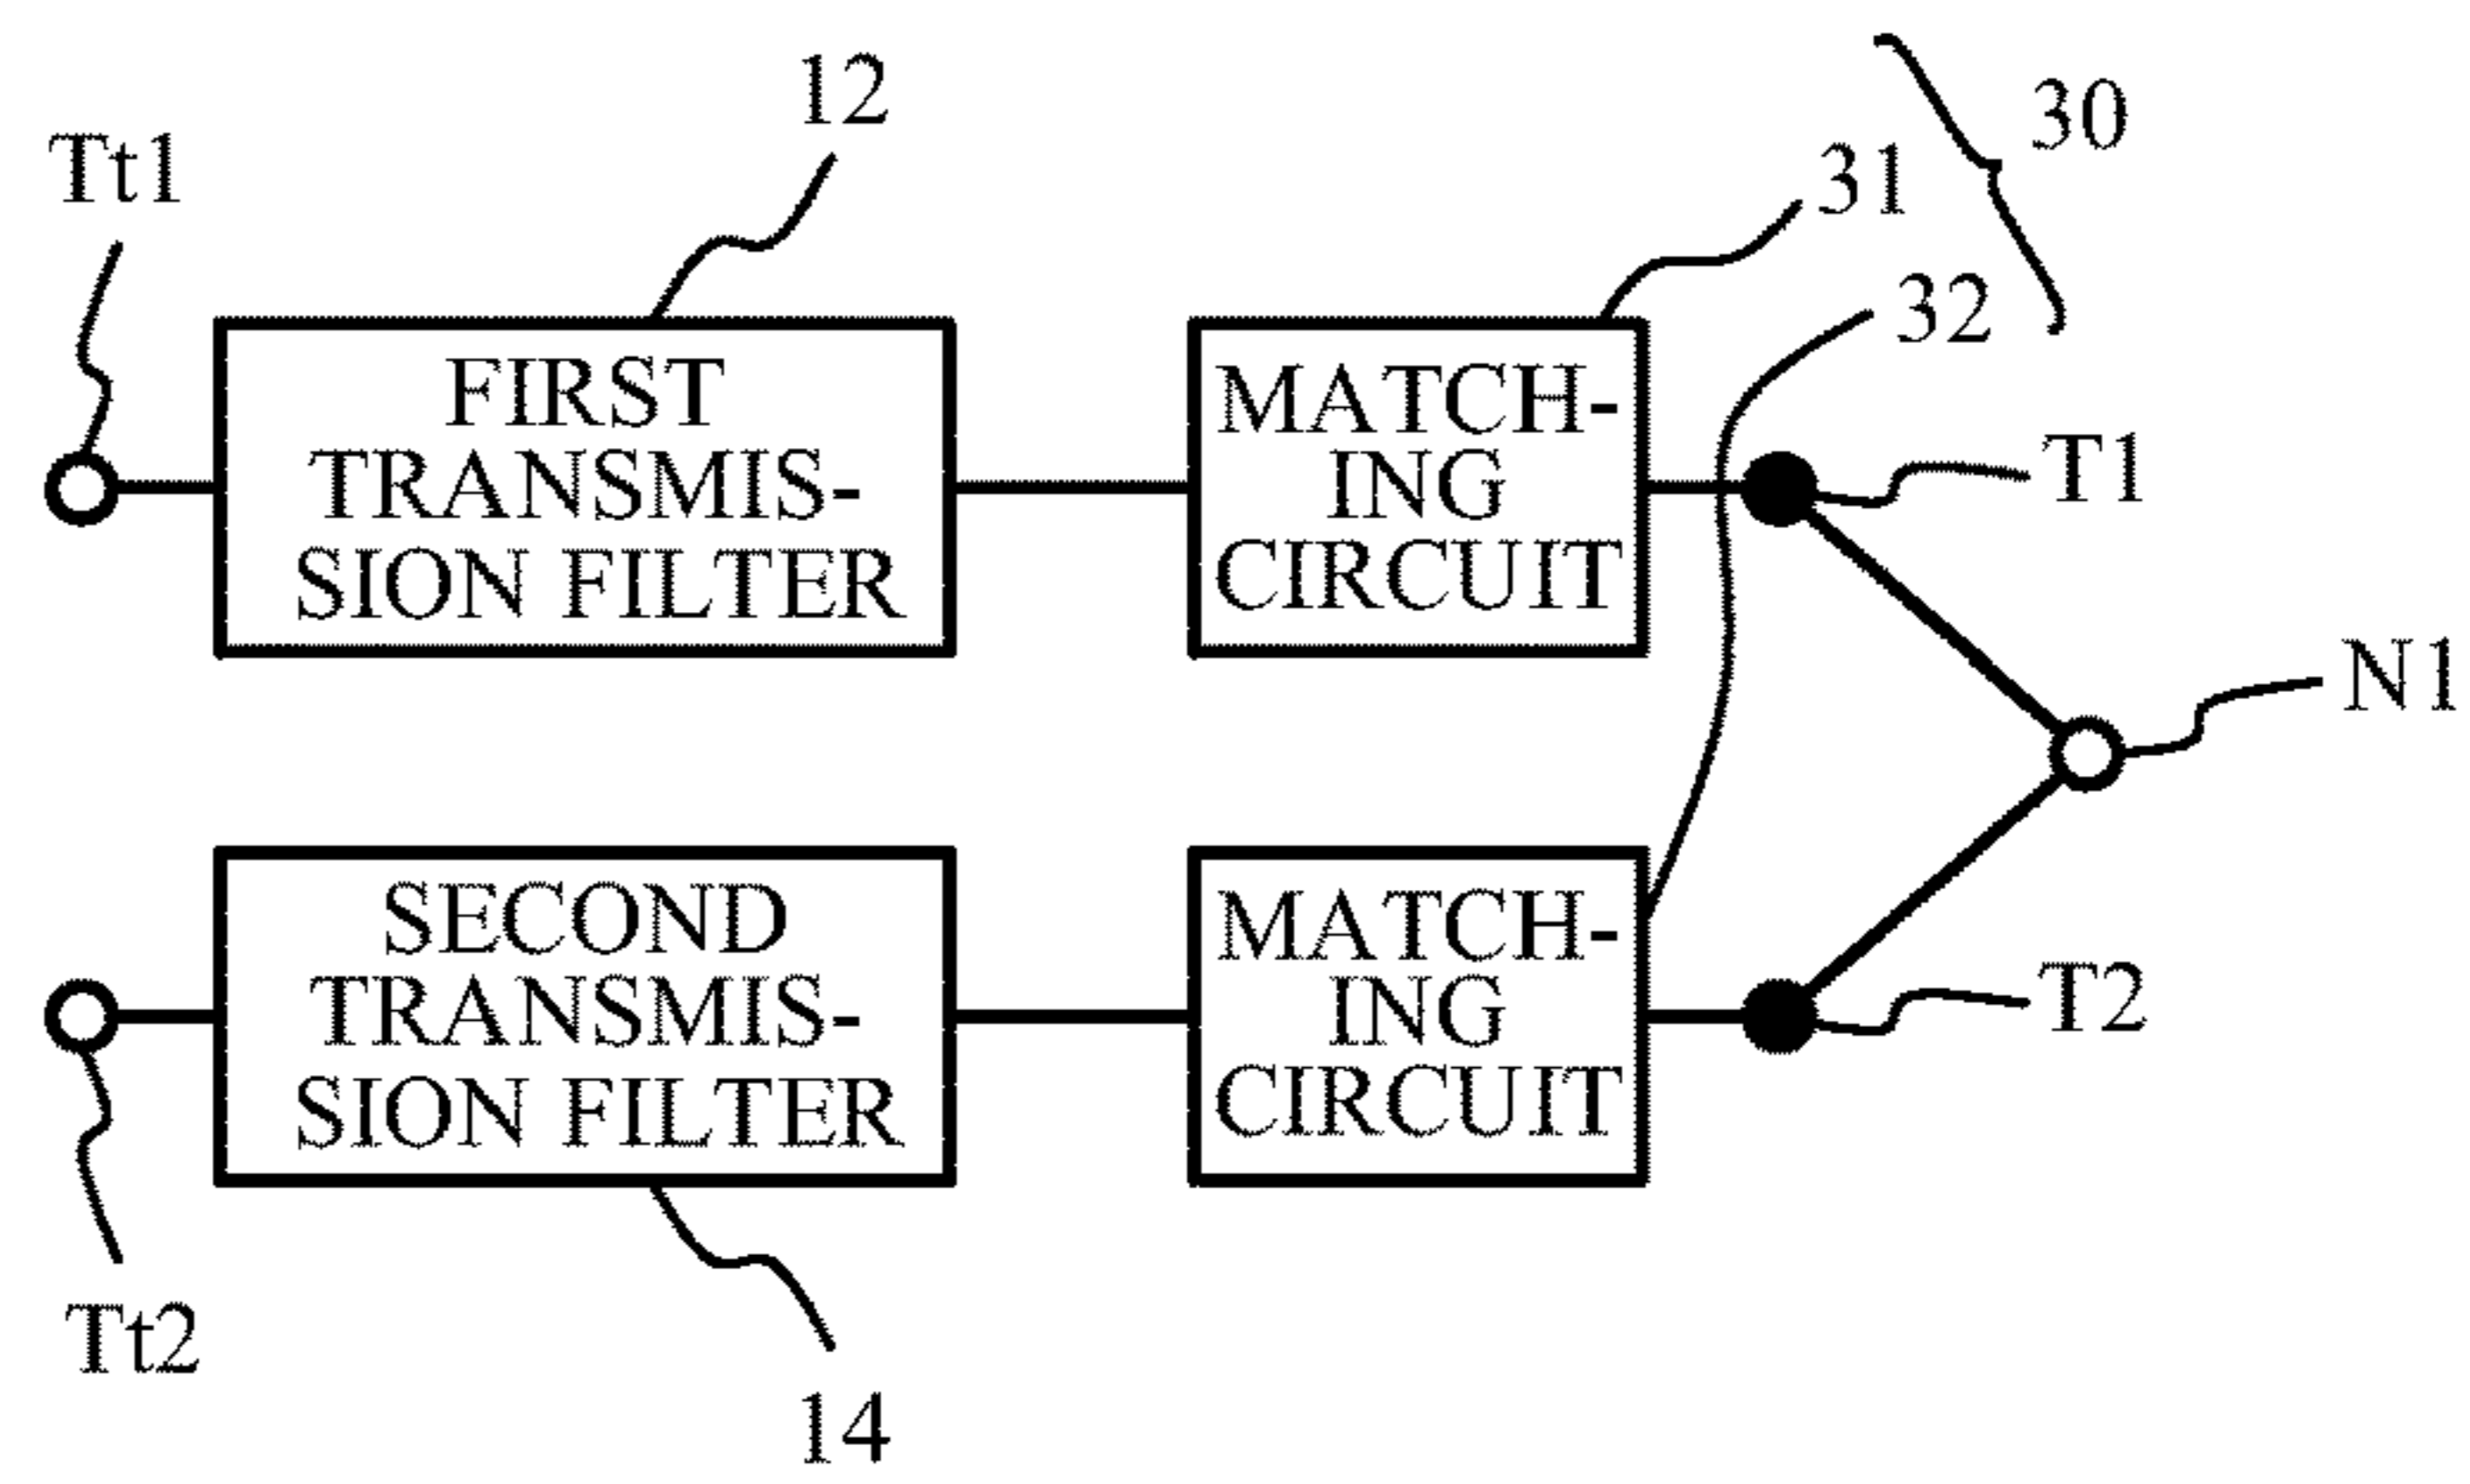 12
30
Tt1
31
32
FIRST
TRANSMIS-
SION FILTER
MATCH-
ING
CIRCUIT
T1
N1
SECOND
TRANSMIS-
SION FILTER
MATCH-
ING
CIRCUIT
T2
Tt2
14